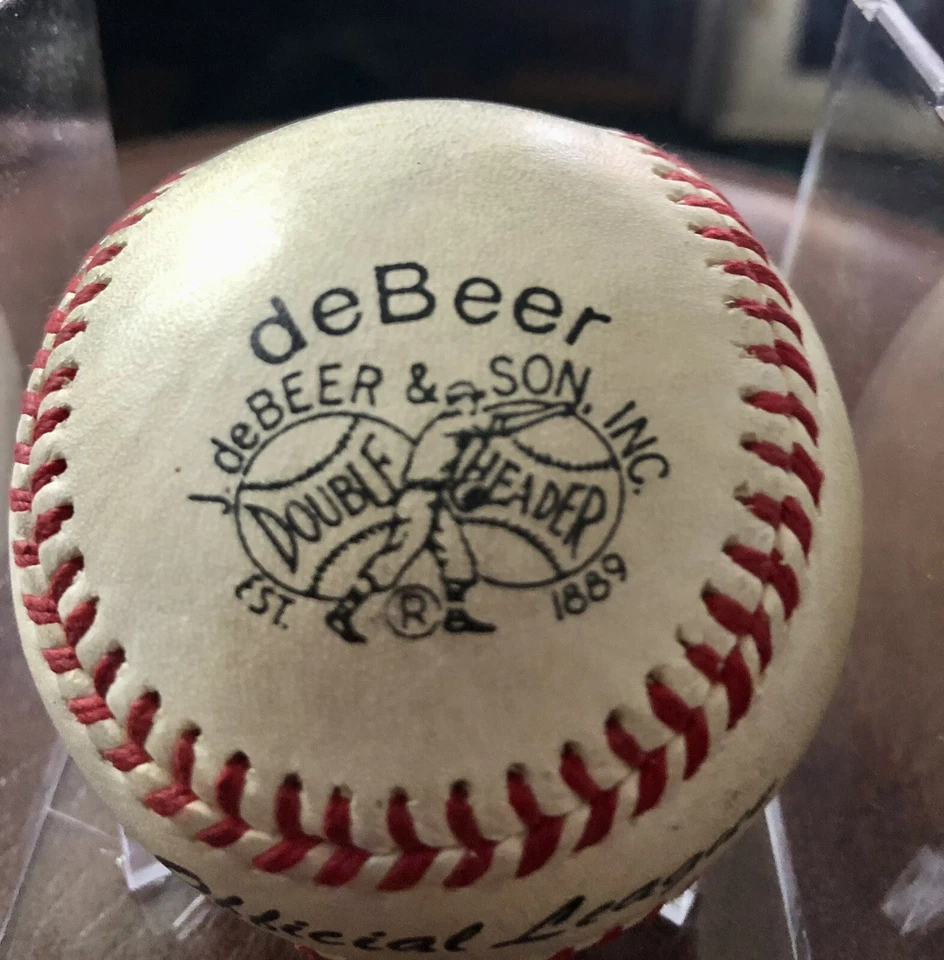 deBeer
J. deBEER & SON, INC.
DOUBLE HEADER
EST. ® 1889
Official League